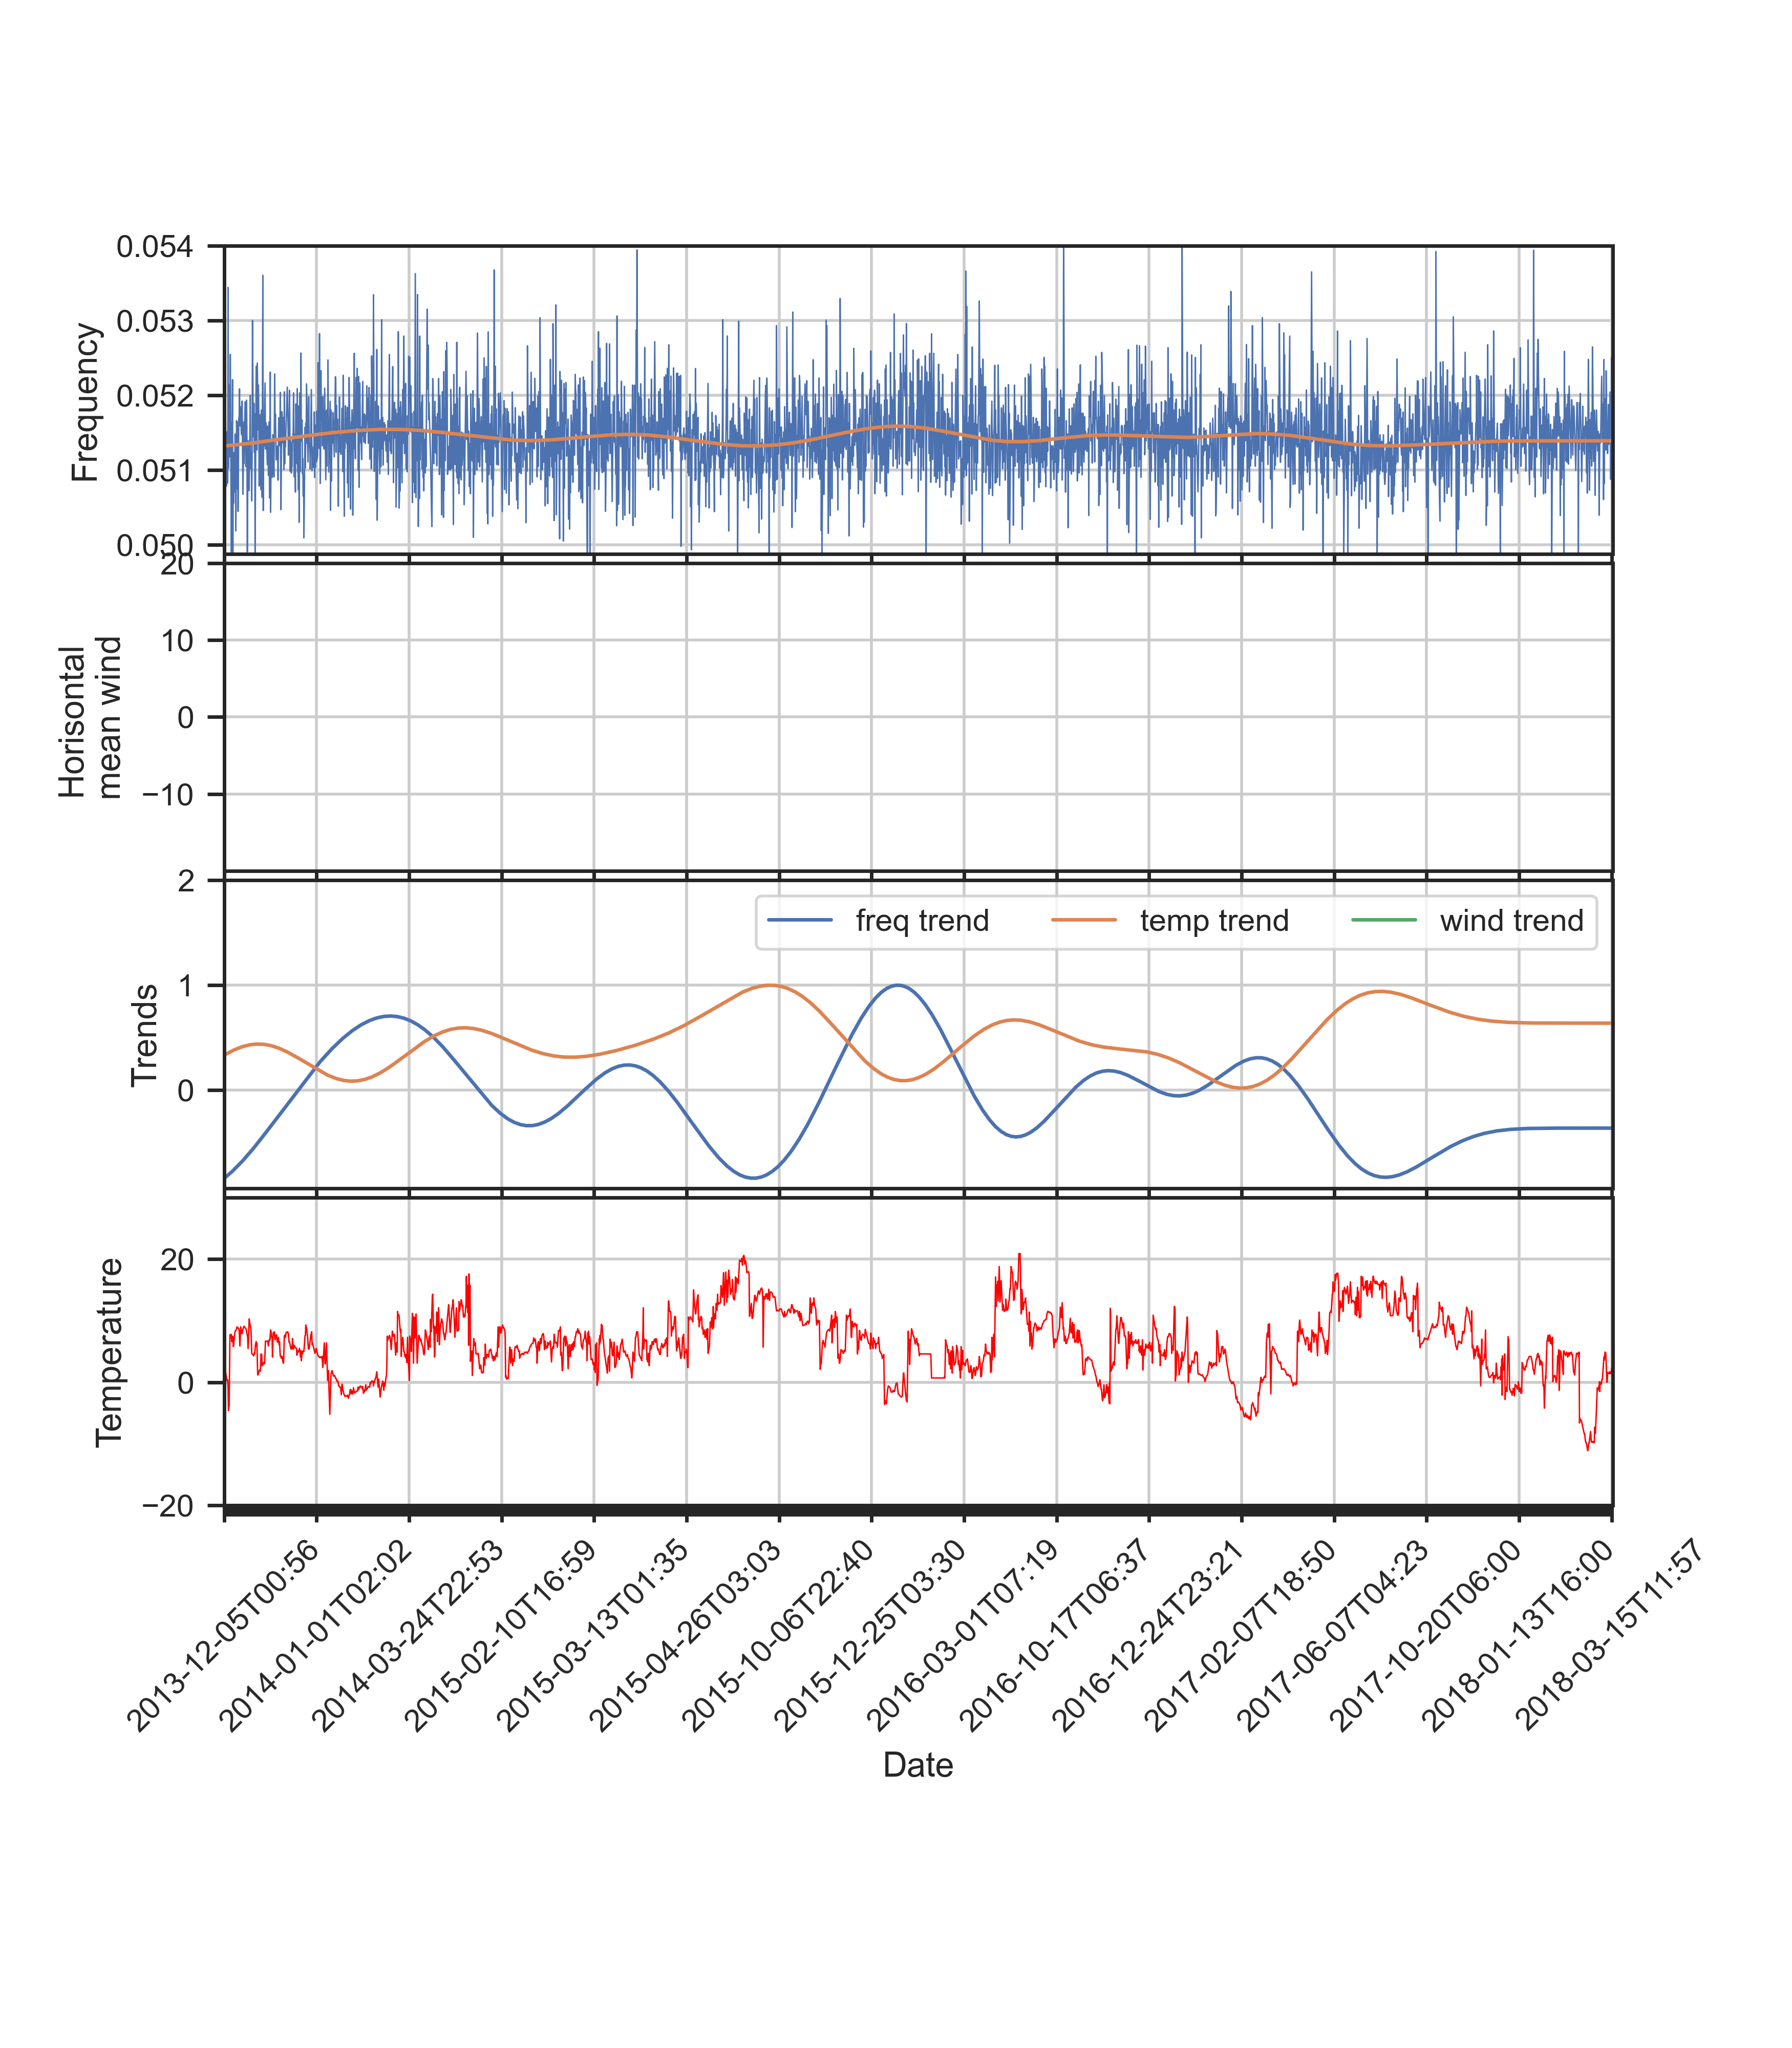 0.054
0.053
0.052
0.051
0.050
Frequency
20
10
0
−10
Horisontal
mean wind
2
1
0
Trends
freq trend
temp trend
wind trend
20
0
−20
Temperature
2013-12-05T00:56
2014-01-01T02:02
2014-03-24T22:53
2015-02-10T16:59
2015-03-13T01:35
2015-04-26T03:03
2015-10-06T22:40
2015-12-25T03:30
2016-03-01T07:19
2016-10-17T06:37
2016-12-24T23:21
2017-02-07T18:50
2017-06-07T04:23
2017-10-20T06:00
2018-01-13T16:00
2018-03-15T11:57
Date